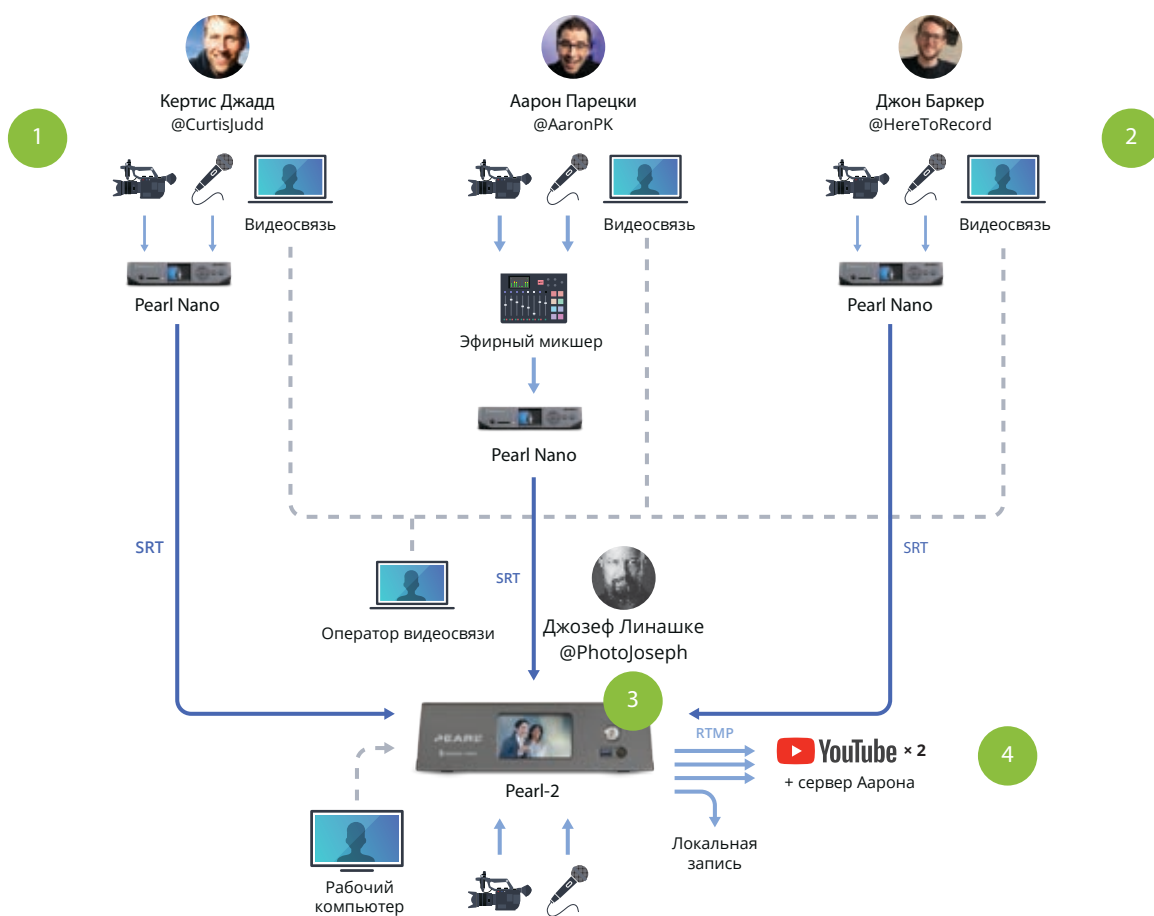 Кертис Джадд
@CurtisJudd
Аарон Парецки
@AaronPK
Джон Баркер
@HereToRecord
1
2
Видеосвязь
Видеосвязь
Видеосвязь
Pearl Nano
Pearl Nano
Эфирный микшер
Pearl Nano
SRT
SRT
SRT
Оператор видеосвязи
Джозеф Линашке
@PhotoJoseph
3
PEARL
RTMP
YouTube × 2
+ сервер Аарона
4
Pearl-2
Локальная
запись
Рабочий
компьютер